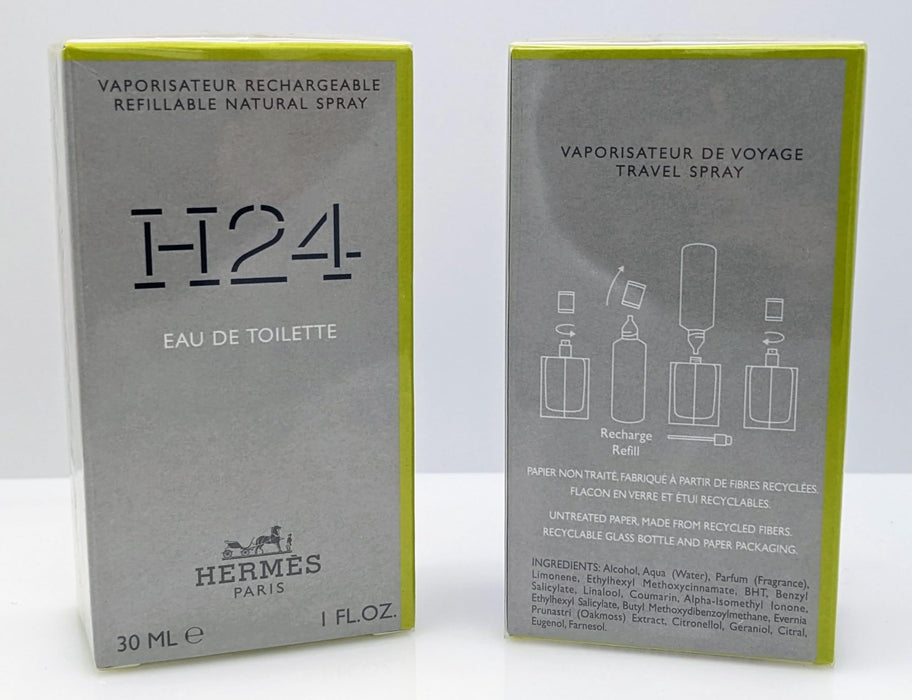 VAPORISATEUR RECHARGEABLE
REFILLABLE NATURAL SPRAY
H24
EAU DE TOILETTE
HERMÈS
PARIS
30 ML ℮
1 FL.OZ.
VAPORISATEUR DE VOYAGE
TRAVEL SPRAY
Recharge
Refill
PAPIER NON TRAITÉ, FABRIQUÉ À PARTIR DE FIBRES RECYCLÉES.
FLACON EN VERRE ET ÉTUI RECYCLABLES.
UNTREATED PAPER, MADE FROM RECYCLED FIBERS.
RECYCLABLE GLASS BOTTLE AND PAPER PACKAGING.
INGREDIENTS: Alcohol, Aqua (Water), Parfum (Fragrance),
Limonene, Ethylhexyl Methoxycinnamate, BHT, Benzyl
Salicylate, Linalool, Coumarin, Alpha-Isomethyl Ionone,
Ethylhexyl Salicylate, Butyl Methoxydibenzoylmethane, Evernia
Prunastri (Oakmoss) Extract, Citronellol, Geraniol, Citral,
Eugenol, Farnesol.